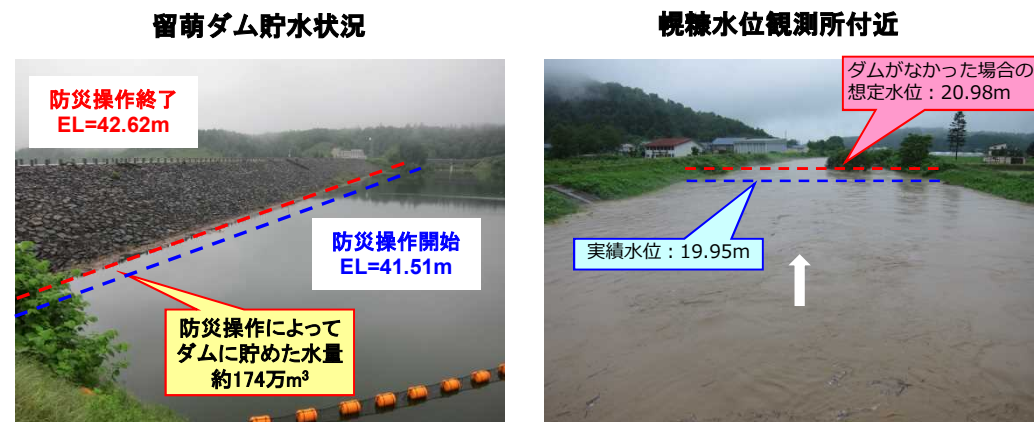 留萌ダム貯水状況
防災操作終了
EL=42.62m
防災操作開始
EL=41.51m
防災操作によって
ダムに貯めた水量
約174万m³
幌糠水位観測所付近
ダムがなかった場合の
想定水位：20.98m
実績水位：19.95m